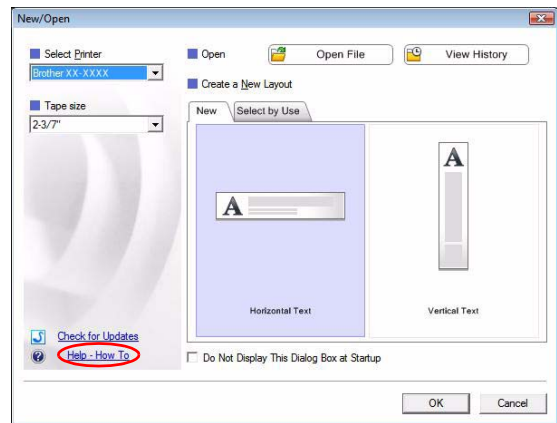 New/Open
Select Printer
Brother XX-XXXX
Tape size
2-3/7"
Check for Updates
Help - How To
Open
Open File
View History
Create a New Layout
New
Select by Use
A
A
Horizontal Text
Vertical Text
Do Not Display This Dialog Box at Startup
OK
Cancel